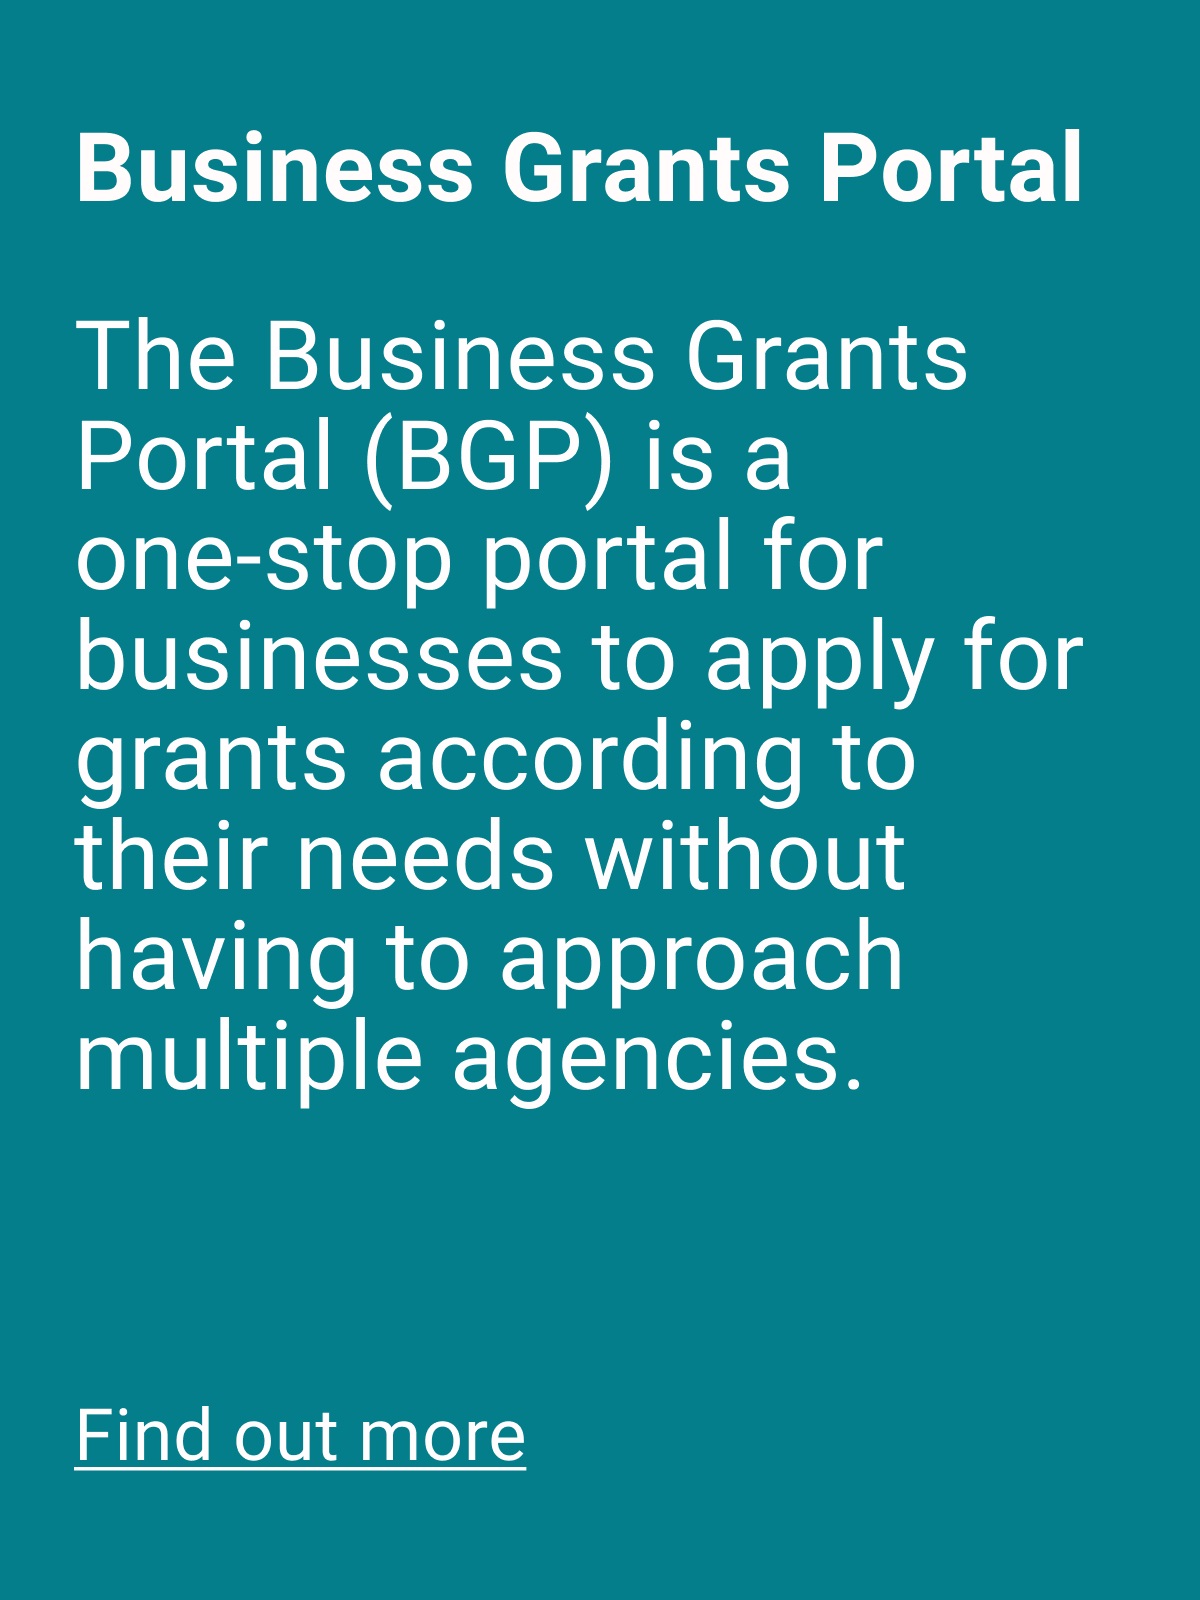 Business Grants Portal
The Business Grants
Portal (BGP) is a
one-stop portal for
businesses to apply for
grants according to
their needs without
having to approach
multiple agencies.
Find out more